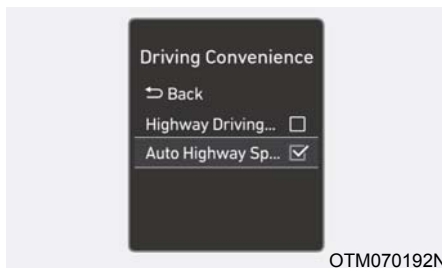 Driving Convenience
⮌ Back
Highway Driving...
Auto Highway Sp...
OTM070192N